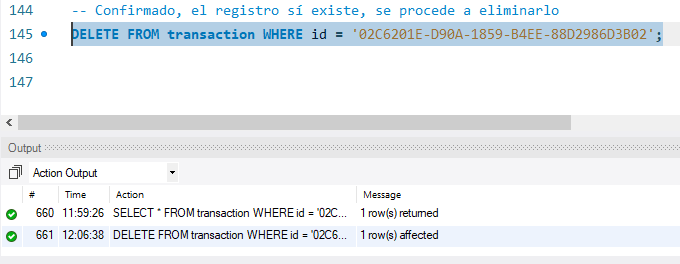 144 -- Confirmado, el registro sí existe, se procede a eliminarlo
145 DELETE FROM transaction WHERE id = '02C6201E-D90A-1859-B4EE-88D2986D3B02';
146
147
Output
Action Output
# Time Action Message
660 11:59:26 SELECT * FROM transaction WHERE id = '02C... 1 row(s) returned
661 12:06:38 DELETE FROM transaction WHERE id = '02C6... 1 row(s) affected